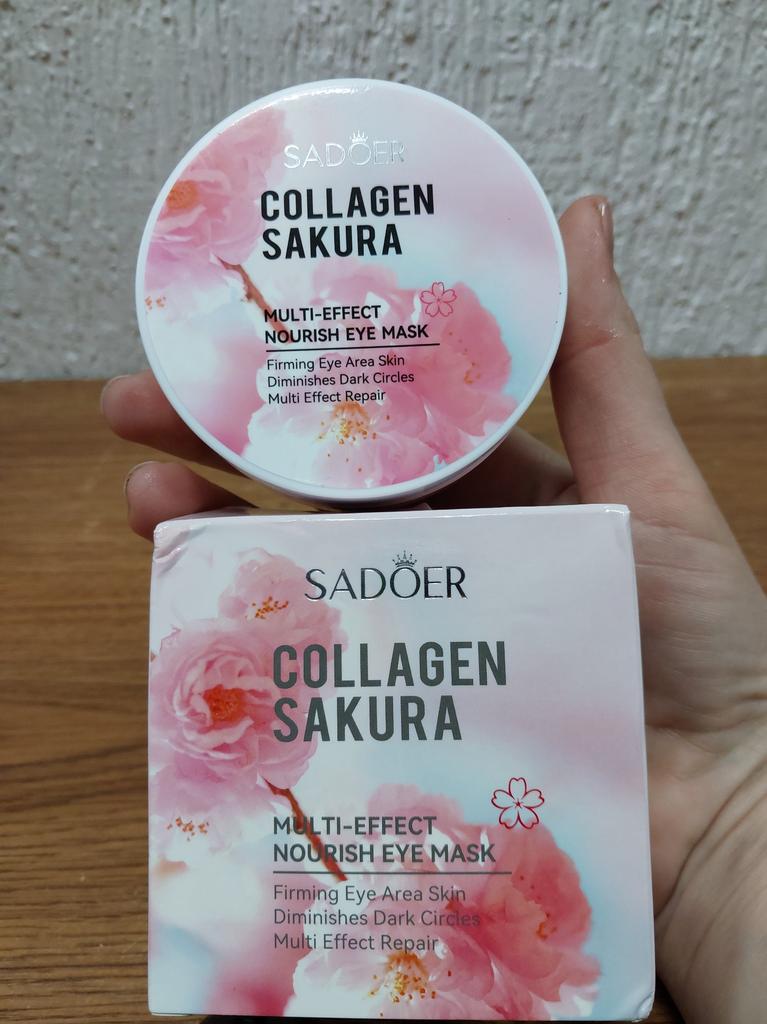 SADOER
COLLAGEN
SAKURA
MULTI-EFFECT
NOURISH EYE MASK
Firming Eye Area Skin
Diminishes Dark Circles
Multi Effect Repair
SADOER
COLLAGEN
SAKURA
MULTI-EFFECT
NOURISH EYE MASK
Firming Eye Area Skin
Diminishes Dark Circles
Multi Effect Repair